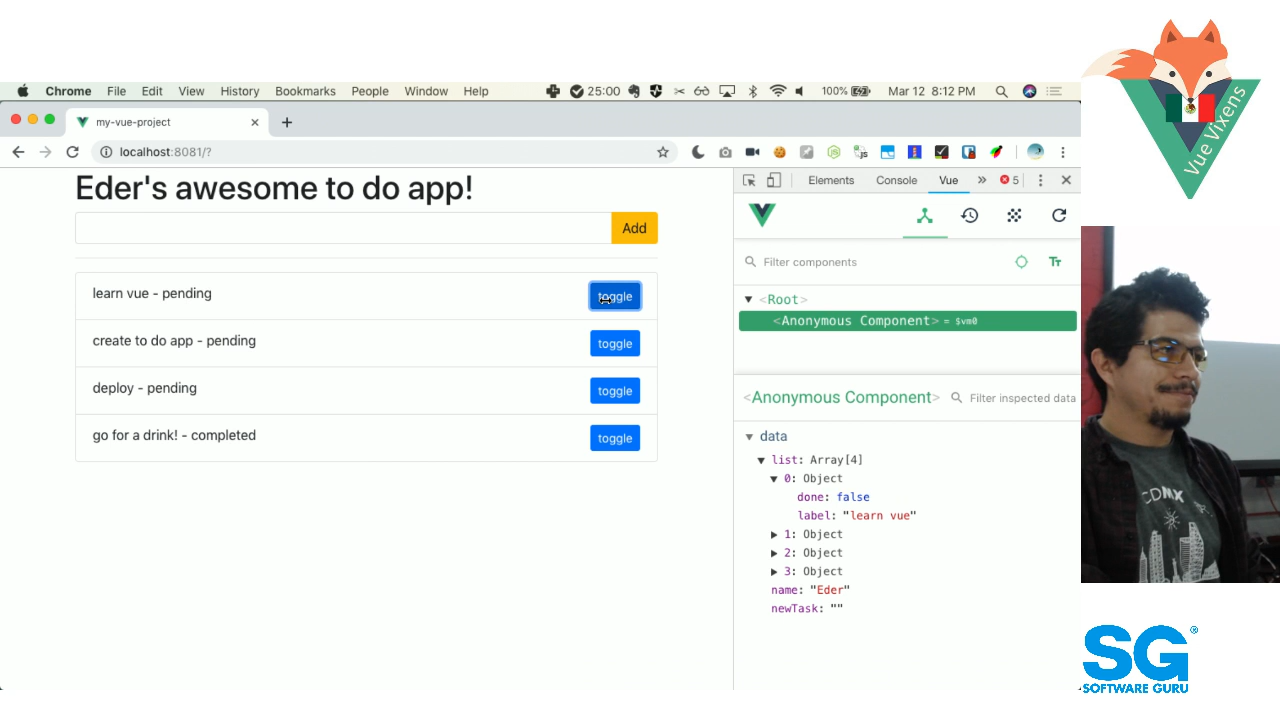 Chrome File Edit View History Bookmarks People Window Help 25:00 100% Mar 12 8:12 PM
my-vue-project
localhost:8081/?
Eder's awesome to do app!
Add
learn vue - pending
toggle
create to do app - pending
toggle
deploy - pending
toggle
go for a drink! - completed
toggle
Elements Console Vue 5
Filter components
Tт
<Root>
<Anonymous Component> = $vm0
<Anonymous Component> Filter inspected data
data
list: Array[4]
0: Object
done: false
label: "learn vue"
1: Object
2: Object
3: Object
name: "Eder"
newTask: ""
Vue Vixens
CDMX
SG®
SOFTWARE GURU